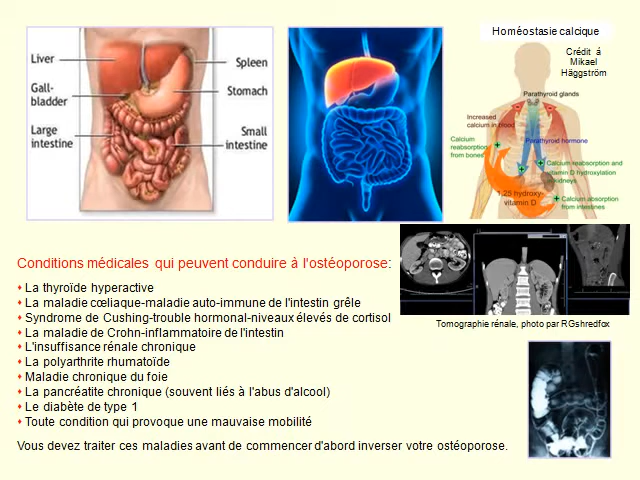 Homéostasie calcique
Crédit á
Mikael
Häggström
Liver
Spleen
Gall-
bladder
Stomach
Large
intestine
Small
intestine
Parathyroid glands
Increased
calcium in blood
Parathyroid hormone
Calcium
reabsorption
from bones
Calcium reabsorption and
vitamin D hydroxylation
kidneys
1,25 hydroxy-
vitamin D
Calcium absorption
from intestines
Conditions médicales qui peuvent conduire à l'ostéoporose:
Tomographie rénale, photo par RGshredfox
La thyroïde hyperactive
La maladie cœliaque-maladie auto-immune de l'intestin grêle
Syndrome de Cushing-trouble hormonal-niveaux élevés de cortisol
La maladie de Crohn-inflammatoire de l'intestin
L'insuffisance rénale chronique
La polyarthrite rhumatoïde
Maladie chronique du foie
La pancréatite chronique (souvent liés à l'abus d'alcool)
Le diabète de type 1
Toute condition qui provoque une mauvaise mobilité
Vous devez traiter ces maladies avant de commencer d'abord inverser votre ostéoporose.